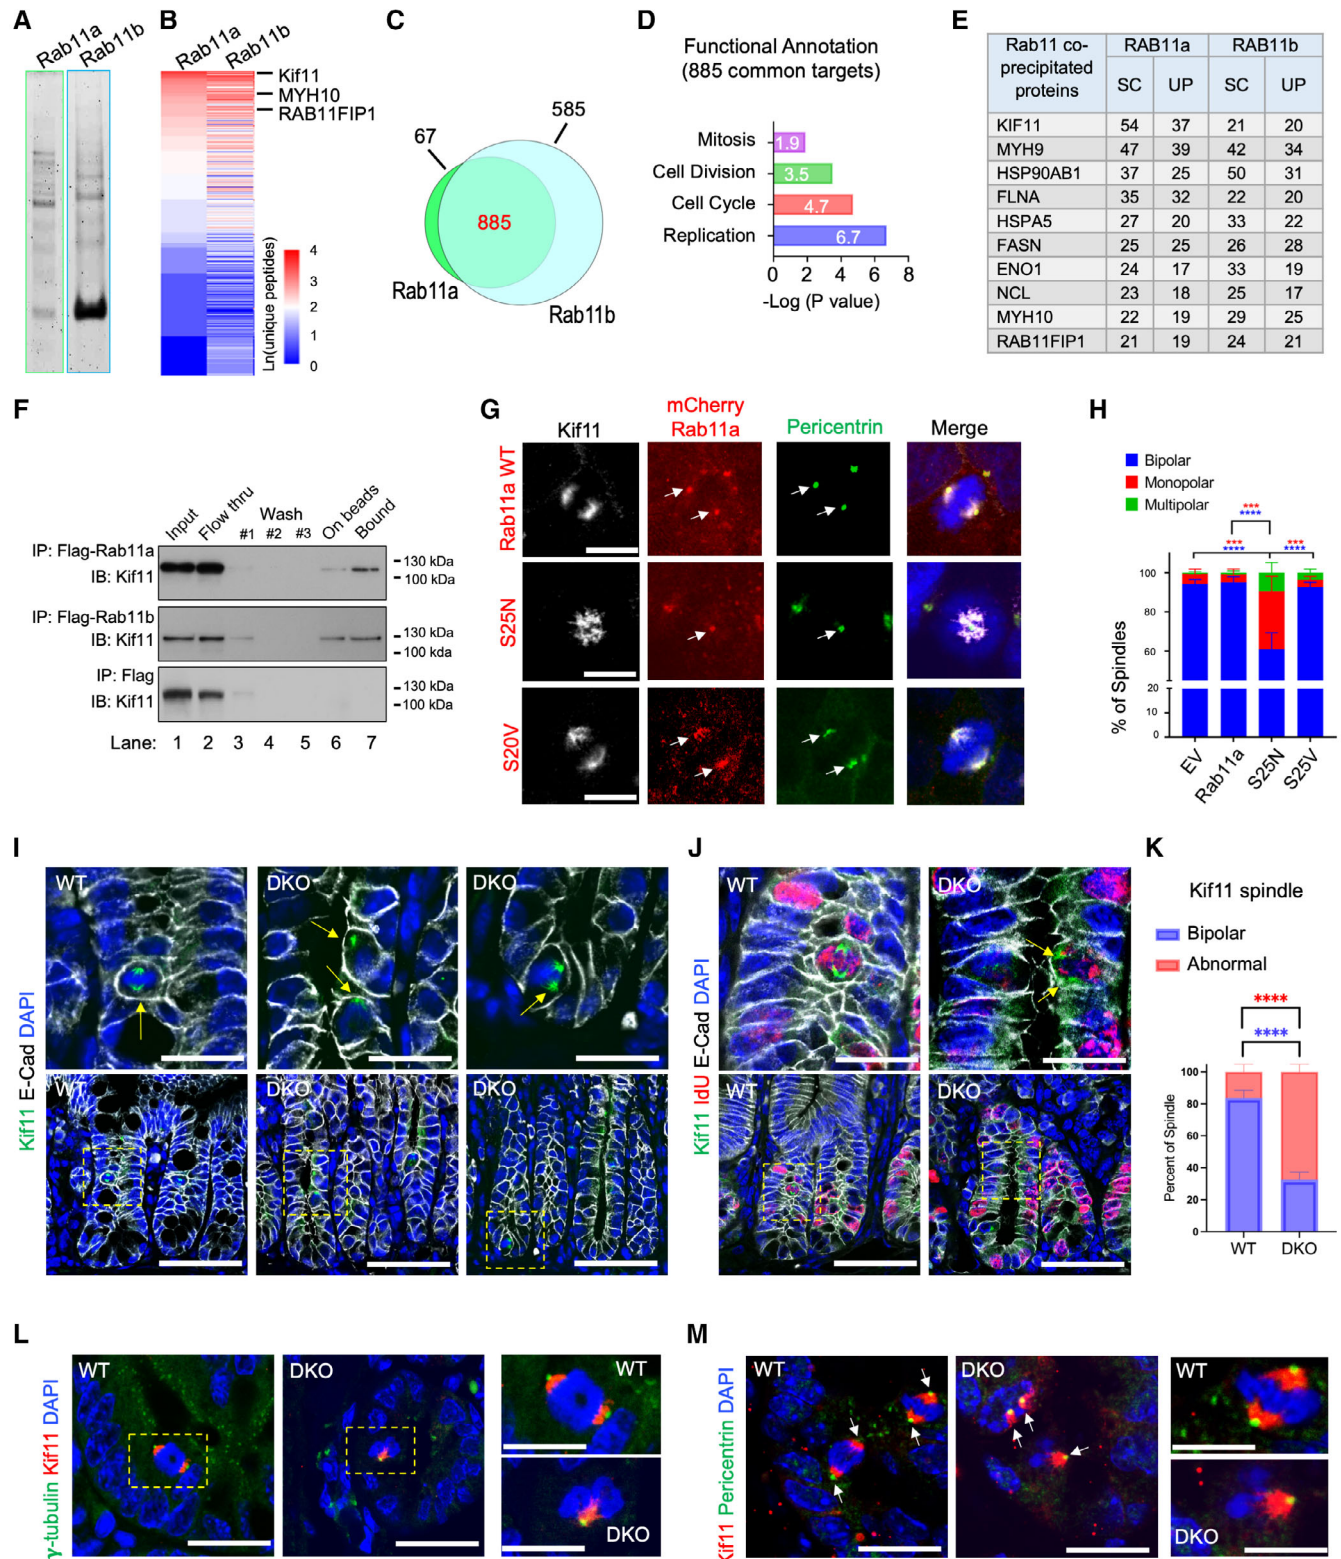 A
Rab11a
Rab11b
B
Rab11a
Rab11b
Kif11
MYH10
RAB11FIP1
4
3
2
1
0
Ln(unique peptides)
C
67
585
885
Rab11a
Rab11b
D
Functional Annotation
(885 common targets)
Mitosis
1.9
Cell Division
3.5
Cell Cycle
4.7
Replication
6.7
0 2 4 6 8
-Log (P value)
E
Rab11 co-precipitated proteins RAB11a RAB11b
SC UP SC UP
KIF11 54 37 21 20
MYH9 47 39 42 34
HSP90AB1 37 25 50 31
FLNA 35 32 22 20
HSPA5 27 20 33 22
FASN 25 25 26 28
ENO1 24 17 33 19
NCL 23 18 25 17
MYH10 22 19 29 25
RAB11FIP1 21 19 24 21
F
Input
Flow thru
Wash
#1 #2 #3
On beads
Bound
IP: Flag-Rab11a
IB: Kif11
130 kDa
100 kDa
IP: Flag-Rab11b
IB: Kif11
130 kDa
100 kda
IP: Flag
IB: Kif11
130 kDa
100 kDa
Lane: 1 2 3 4 5 6 7
G
Kif11
mCherry
Rab11a
Pericentrin
Merge
Rab11a WT
S25N
S20V
H
Bipolar
Monopolar
Multipolar
***
****
***
****
***
****
% of Spindles
100
80
60
20
10
0
EV
Rab11a
S25N
S25V
I
Kif11 E-Cad DAPI
WT
DKO
DKO
WT
DKO
DKO
J
Kif11 IdU E-Cad DAPI
WT
DKO
WT
DKO
K
Kif11 spindle
Bipolar
Abnormal
****
****
Percent of Spindle
100
80
60
40
20
0
WT DKO
L
γ-tubulin Kif11 DAPI
WT
DKO
WT
DKO
M
Kif11 Pericentrin DAPI
WT
DKO
WT
DKO